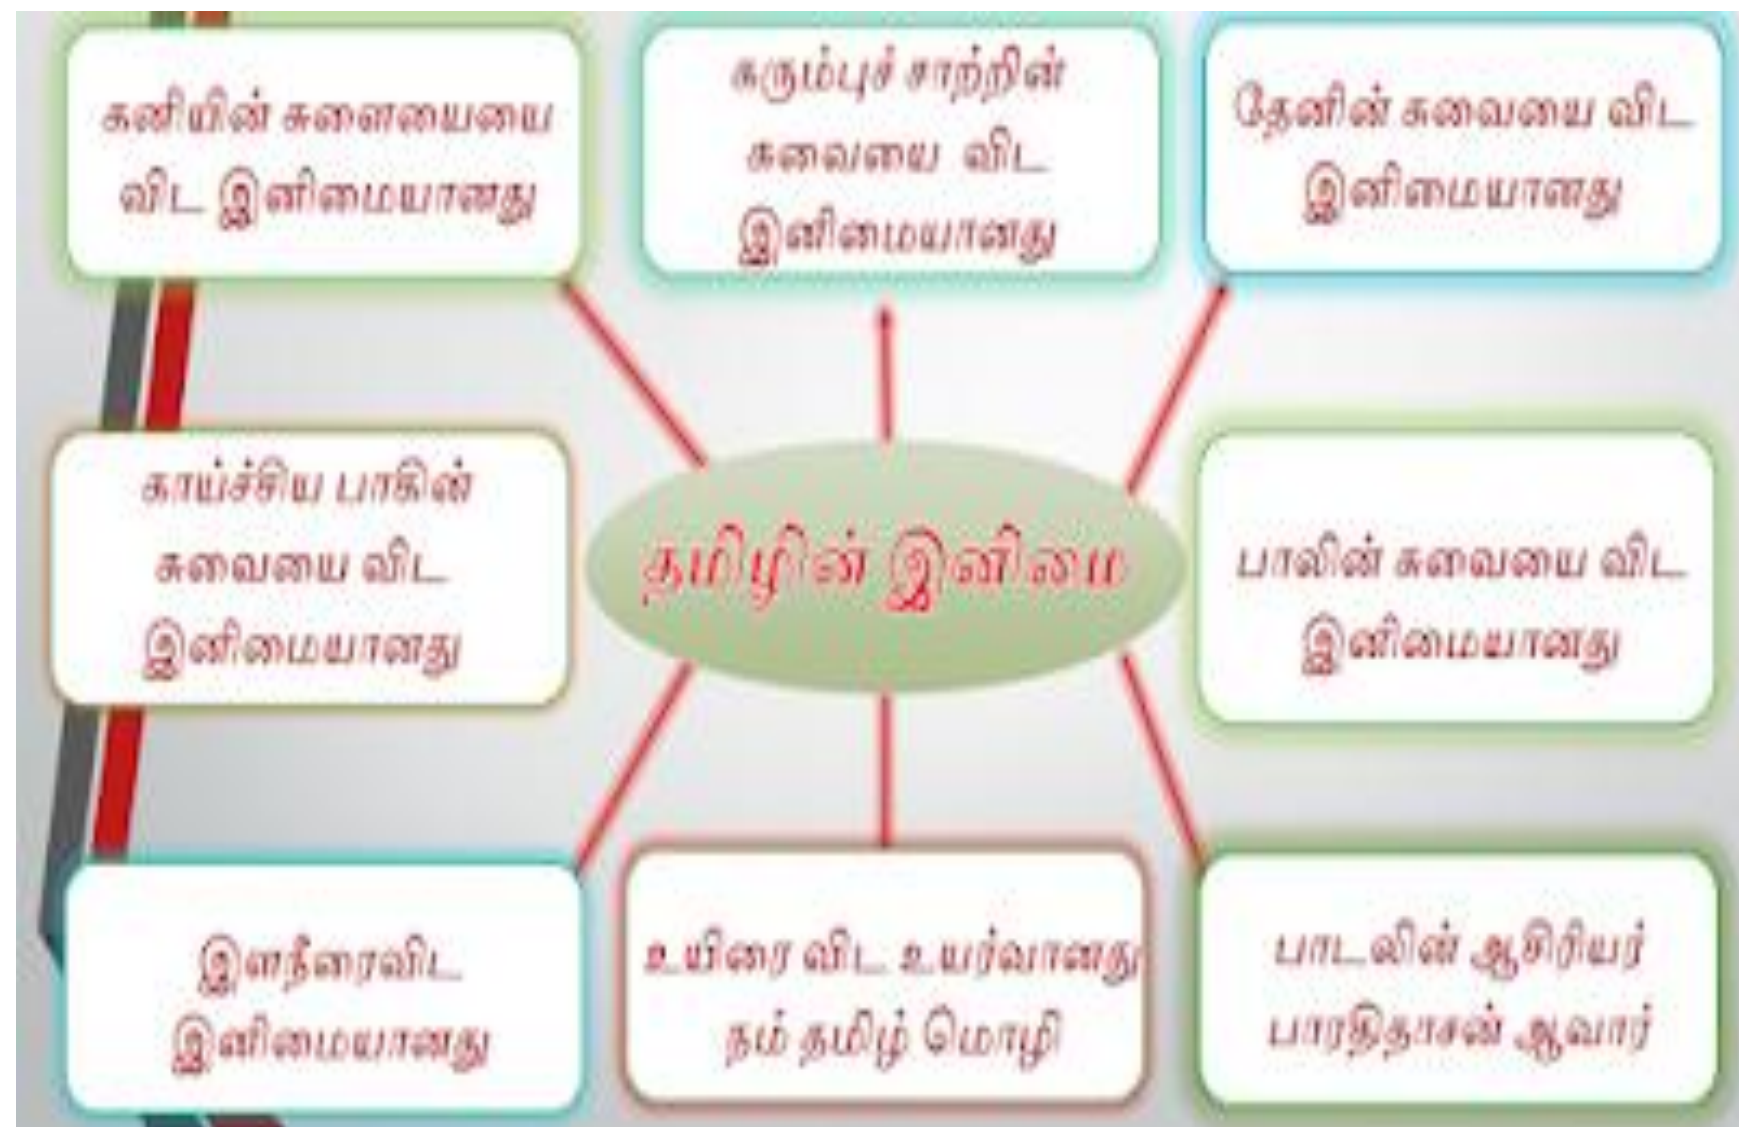 கனியின் சுளையையை
விட இனிமையானது
கரும்புச் சாற்றின்
சுவையை விட
இனிமையானது
தேனின் சுவையை விட
இனிமையானது
காய்ச்சிய பாகின்
சுவையை விட
இனிமையானது
தமிழின் இனிமை
பாலின் சுவையை விட
இனிமையானது
இளநீரைவிட
இனிமையானது
உயிரை விட உயர்வானது
நம் தமிழ் மொழி
பாடலின் ஆசிரியர்
பாரதிதாசன் ஆவார்